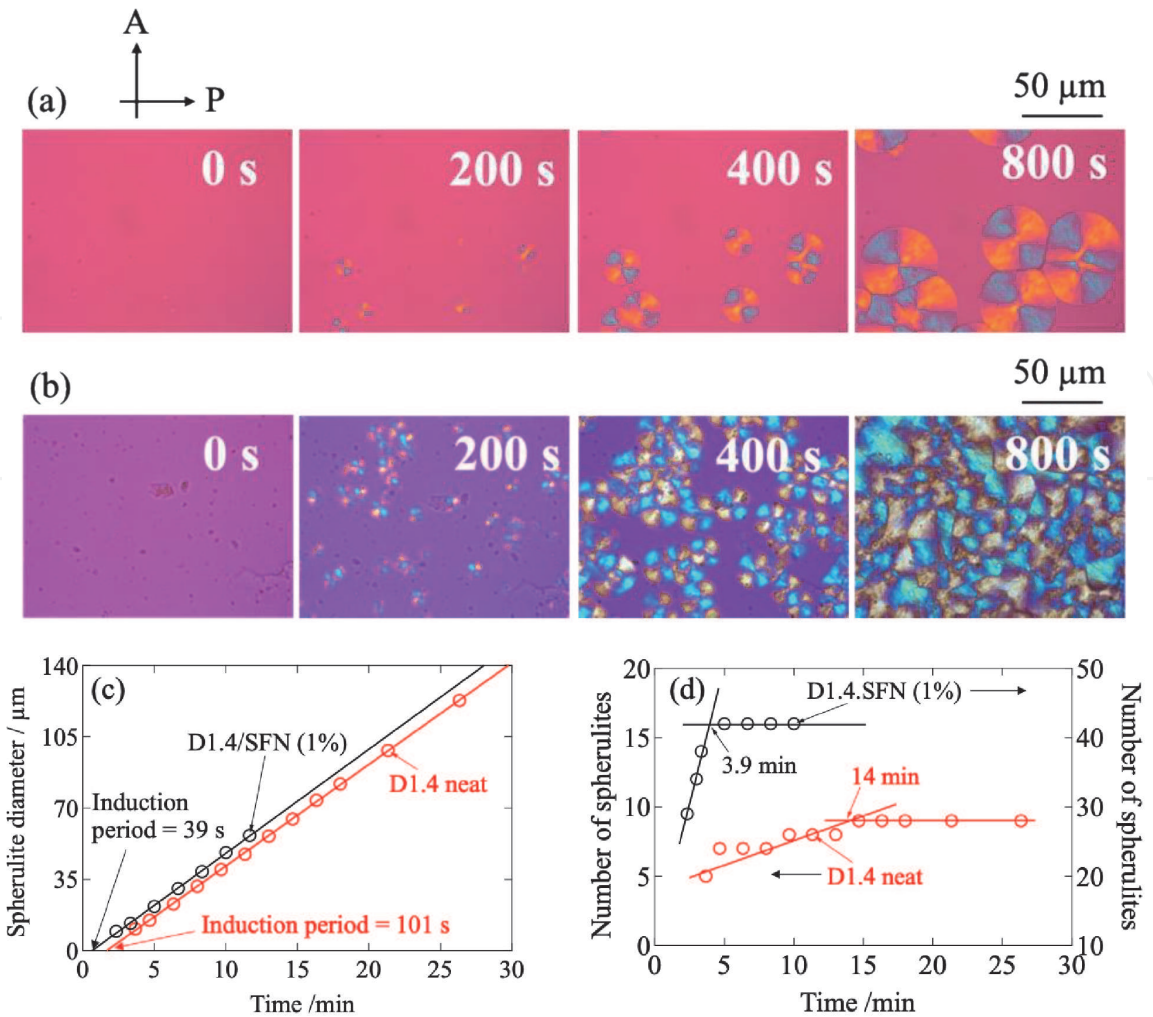 A
P
(a)
50 µm
0 s
200 s
400 s
800 s
(b)
50 µm
0 s
200 s
400 s
800 s
(c)
140
105
70
35
0
Spherulite diameter / µm
D1.4/SFN (1%)
D1.4 neat
Induction
period = 39 s
Induction period = 101 s
5
10
15
20
25
30
Time /min
(d)
20
15
10
5
0
Number of spherulites
D1.4.SFN (1%)
3.9 min
14 min
D1.4 neat
50
40
30
20
10
Number of
spherulites
0
5
10
15
20
25
30
Time /min